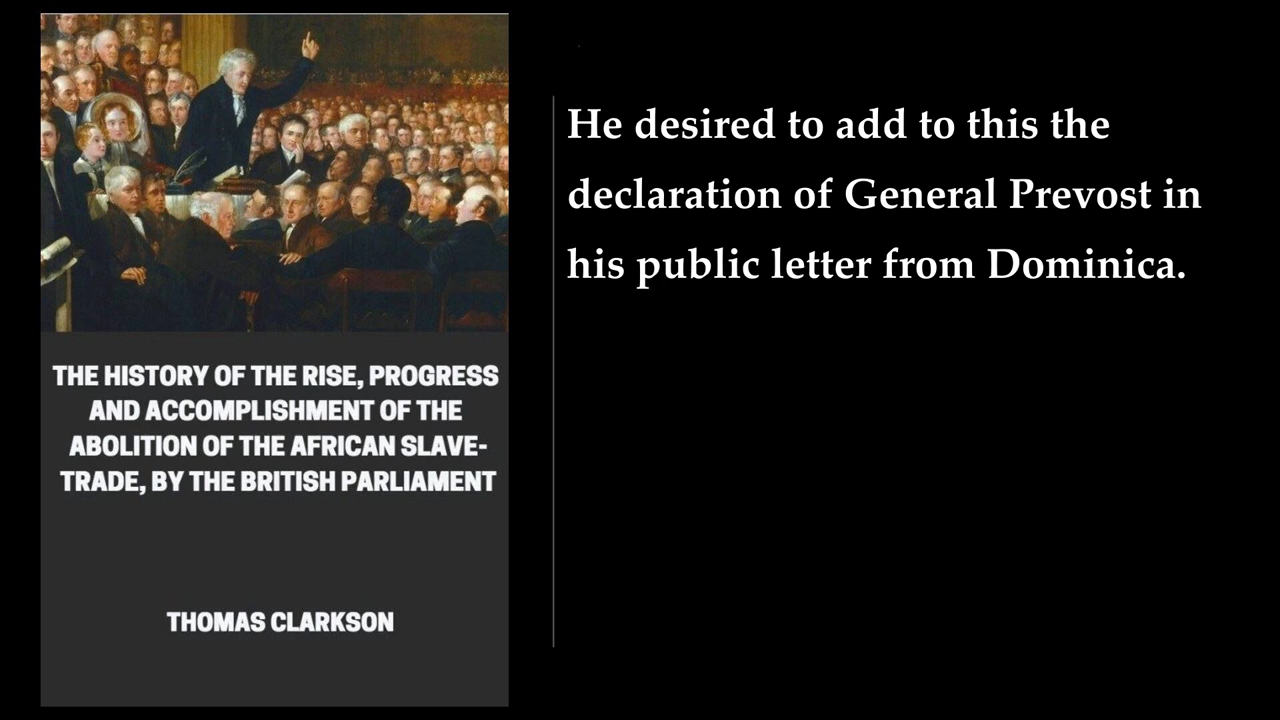 THE HISTORY OF THE RISE, PROGRESS
AND ACCOMPLISHMENT OF THE
ABOLITION OF THE AFRICAN SLAVE-
TRADE, BY THE BRITISH PARLIAMENT
THOMAS CLARKSON
He desired to add to this the
declaration of General Prevost in
his public letter from Dominica.